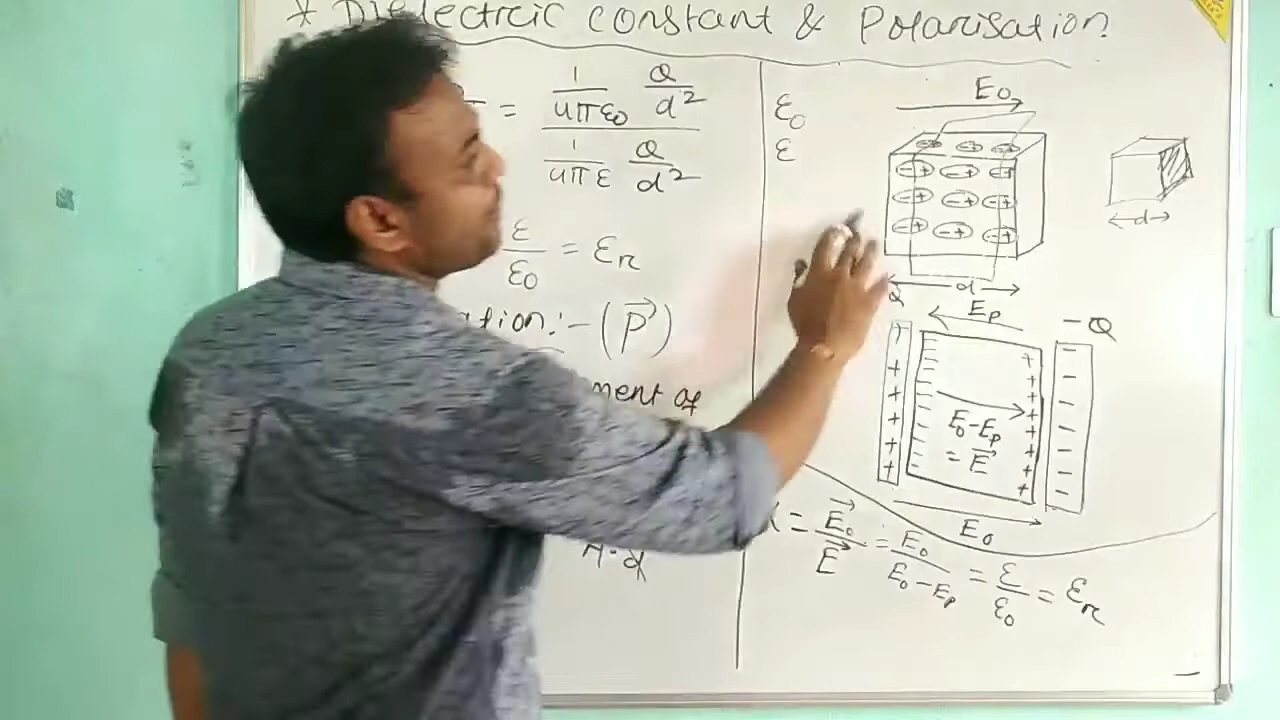 * Dielectric constant & Polarisation
= 1/4πε₀ Q/d² / 1/4πε Q/d²
ε/ε₀ = εr
ation:- (P⃗)
ment of
A·d
ε₀
ε
E₀
- + - + - +
- + - + - +
- + - + - +
- + - + - +
d
d
Q
Ep
-Q
E₀-Ep
= E⃗
E₀
K = E⃗₀/E⃗ = E₀/E₀-Ep = ε/ε₀ = εr